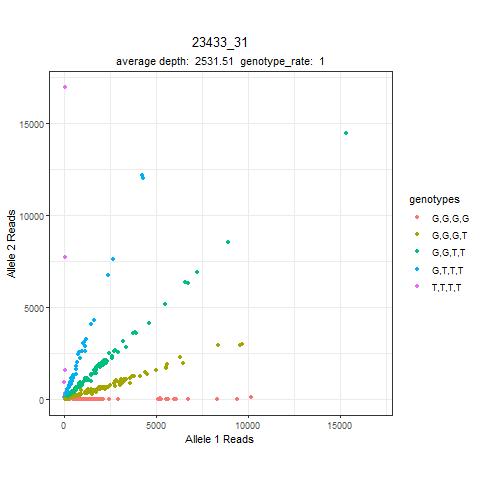 23433_31
average depth: 2531.51 genotype_rate: 1
Allele 2 Reads
15000
10000
5000
0
0 5000 10000 15000
Allele 1 Reads
genotypes
G,G,G,G
G,G,G,T
G,G,T,T
G,T,T,T
T,T,T,T